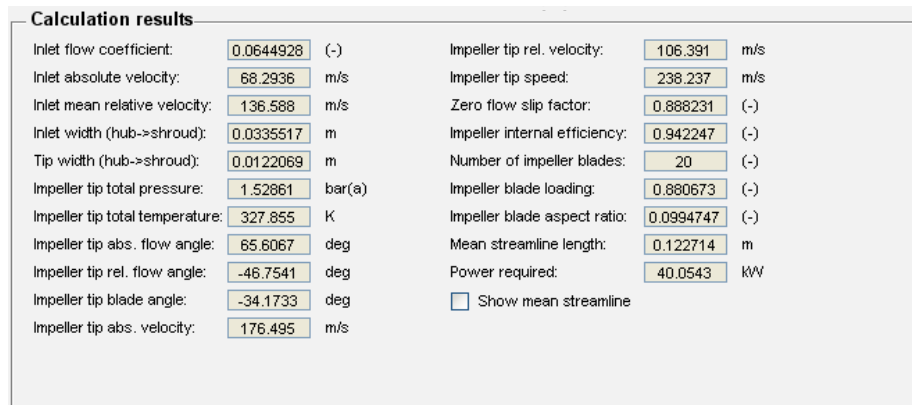 Calculation results
Inlet flow coefficient: 0.0644928 (-)
Inlet absolute velocity: 68.2936 m/s
Inlet mean relative velocity: 136.588 m/s
Inlet width (hub->shroud): 0.0335517 m
Tip width (hub->shroud): 0.0122069 m
Impeller tip total pressure: 1.52861 bar(a)
Impeller tip total temperature: 327.855 K
Impeller tip abs. flow angle: 65.6067 deg
Impeller tip rel. flow angle: -46.7541 deg
Impeller tip blade angle: -34.1733 deg
Impeller tip abs. velocity: 176.495 m/s
Impeller tip rel. velocity: 106.391 m/s
Impeller tip speed: 238.237 m/s
Zero flow slip factor: 0.888231 (-)
Impeller internal efficiency: 0.942247 (-)
Number of impeller blades: 20 (-)
Impeller blade loading: 0.880673 (-)
Impeller blade aspect ratio: 0.0994747 (-)
Mean streamline length: 0.122714 m
Power required: 40.0543 kW
Show mean streamline